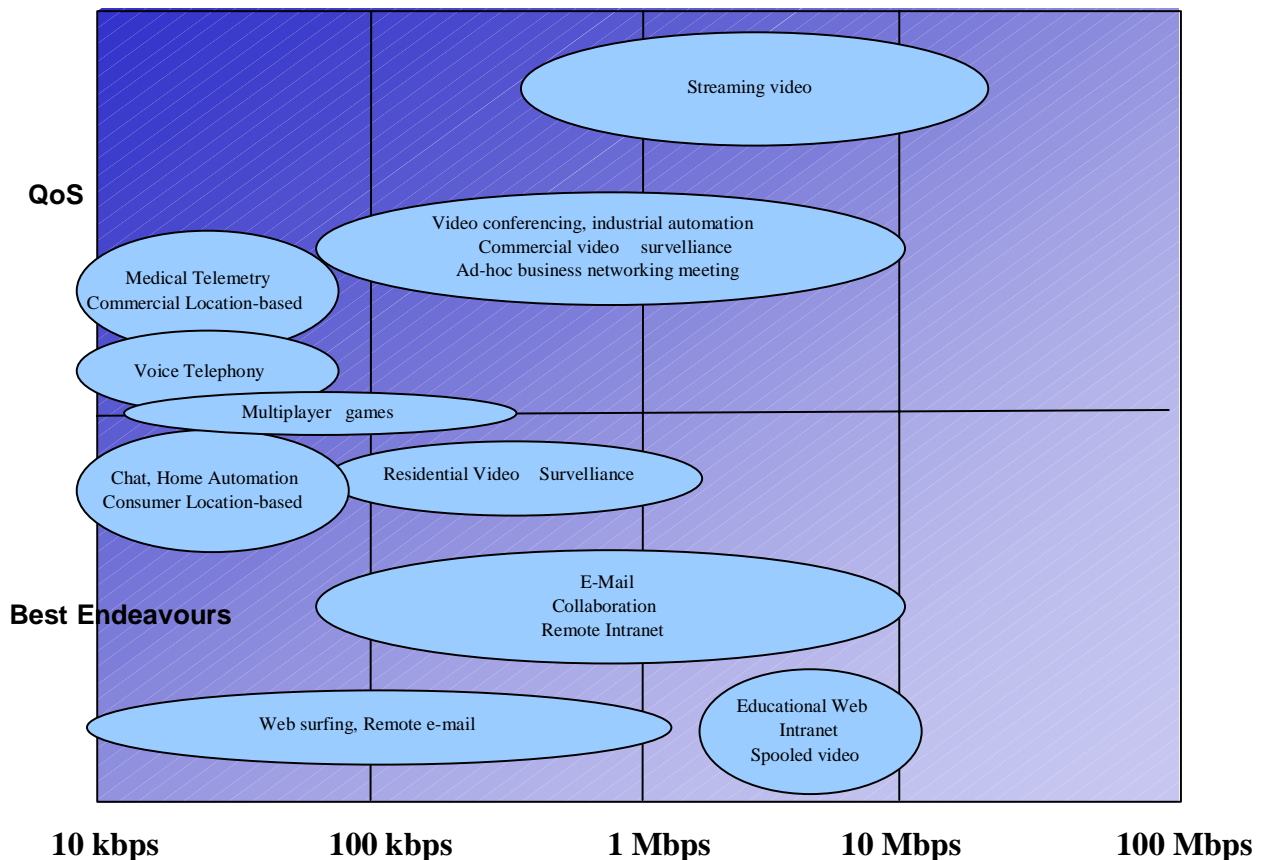 Streaming video
QoS
Video conferencing, industrial automation
Commercial video survelliance
Ad-hoc business networking meeting
Medical Telemetry
Commercial Location-based
Voice Telephony
Multiplayer games
Chat, Home Automation
Consumer Location-based
Residential Video Survelliance
Best Endeavours
E-Mail
Collaboration
Remote Intranet
Web surfing, Remote e-mail
Educational Web
Intranet
Spooled video
10 kbps 100 kbps 1 Mbps 10 Mbps 100 Mbps